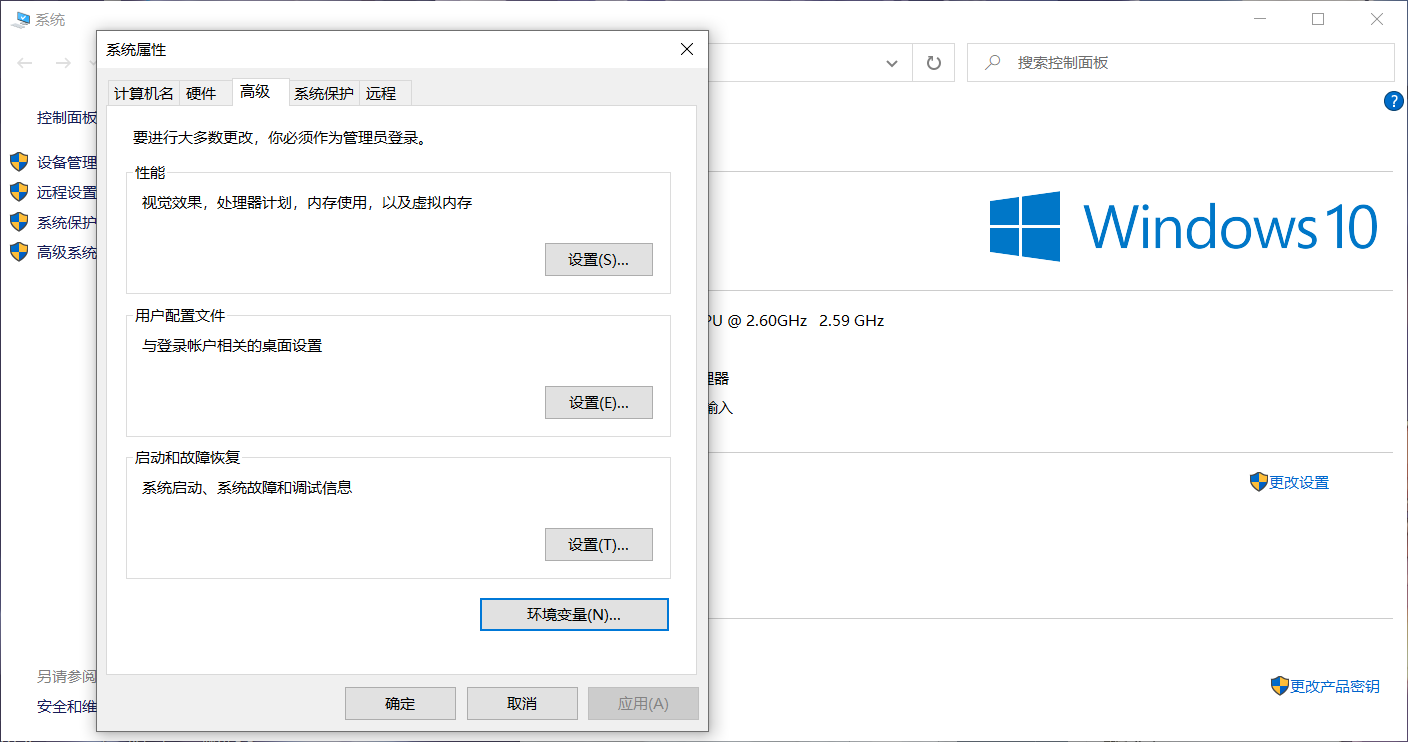 系统
系统属性
搜索控制面板
计算机名 硬件 高级 系统保护 远程
控制面板
要进行大多数更改，你必须作为管理员登录。
设备管理
远程设置
系统保护
高级系统
性能
视觉效果，处理器计划，内存使用，以及虚拟内存
设置(S)...
Windows 10
用户配置文件
与登录帐户相关的桌面设置
设置(E)...
PU @ 2.60GHz 2.59 GHz
理器
输入
启动和故障恢复
系统启动、系统故障和调试信息
设置(T)...
更改设置
环境变量(N)...
另请参阅
安全和维
确定 取消 应用(A)
更改产品密钥